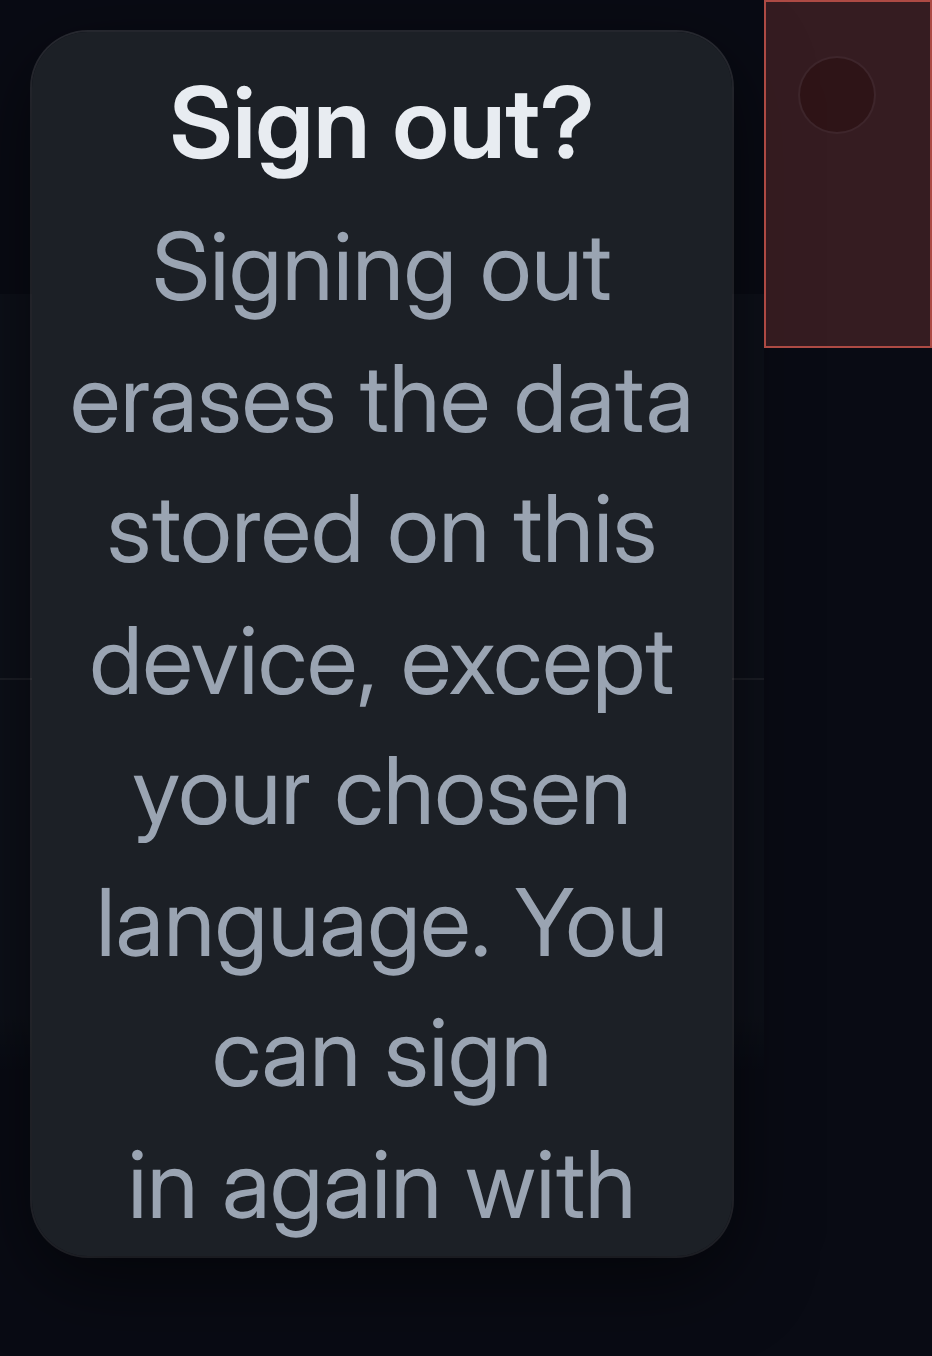 Sign out?
Signing out
erases the data
stored on this
device, except
your chosen
language. You
can sign
in again with